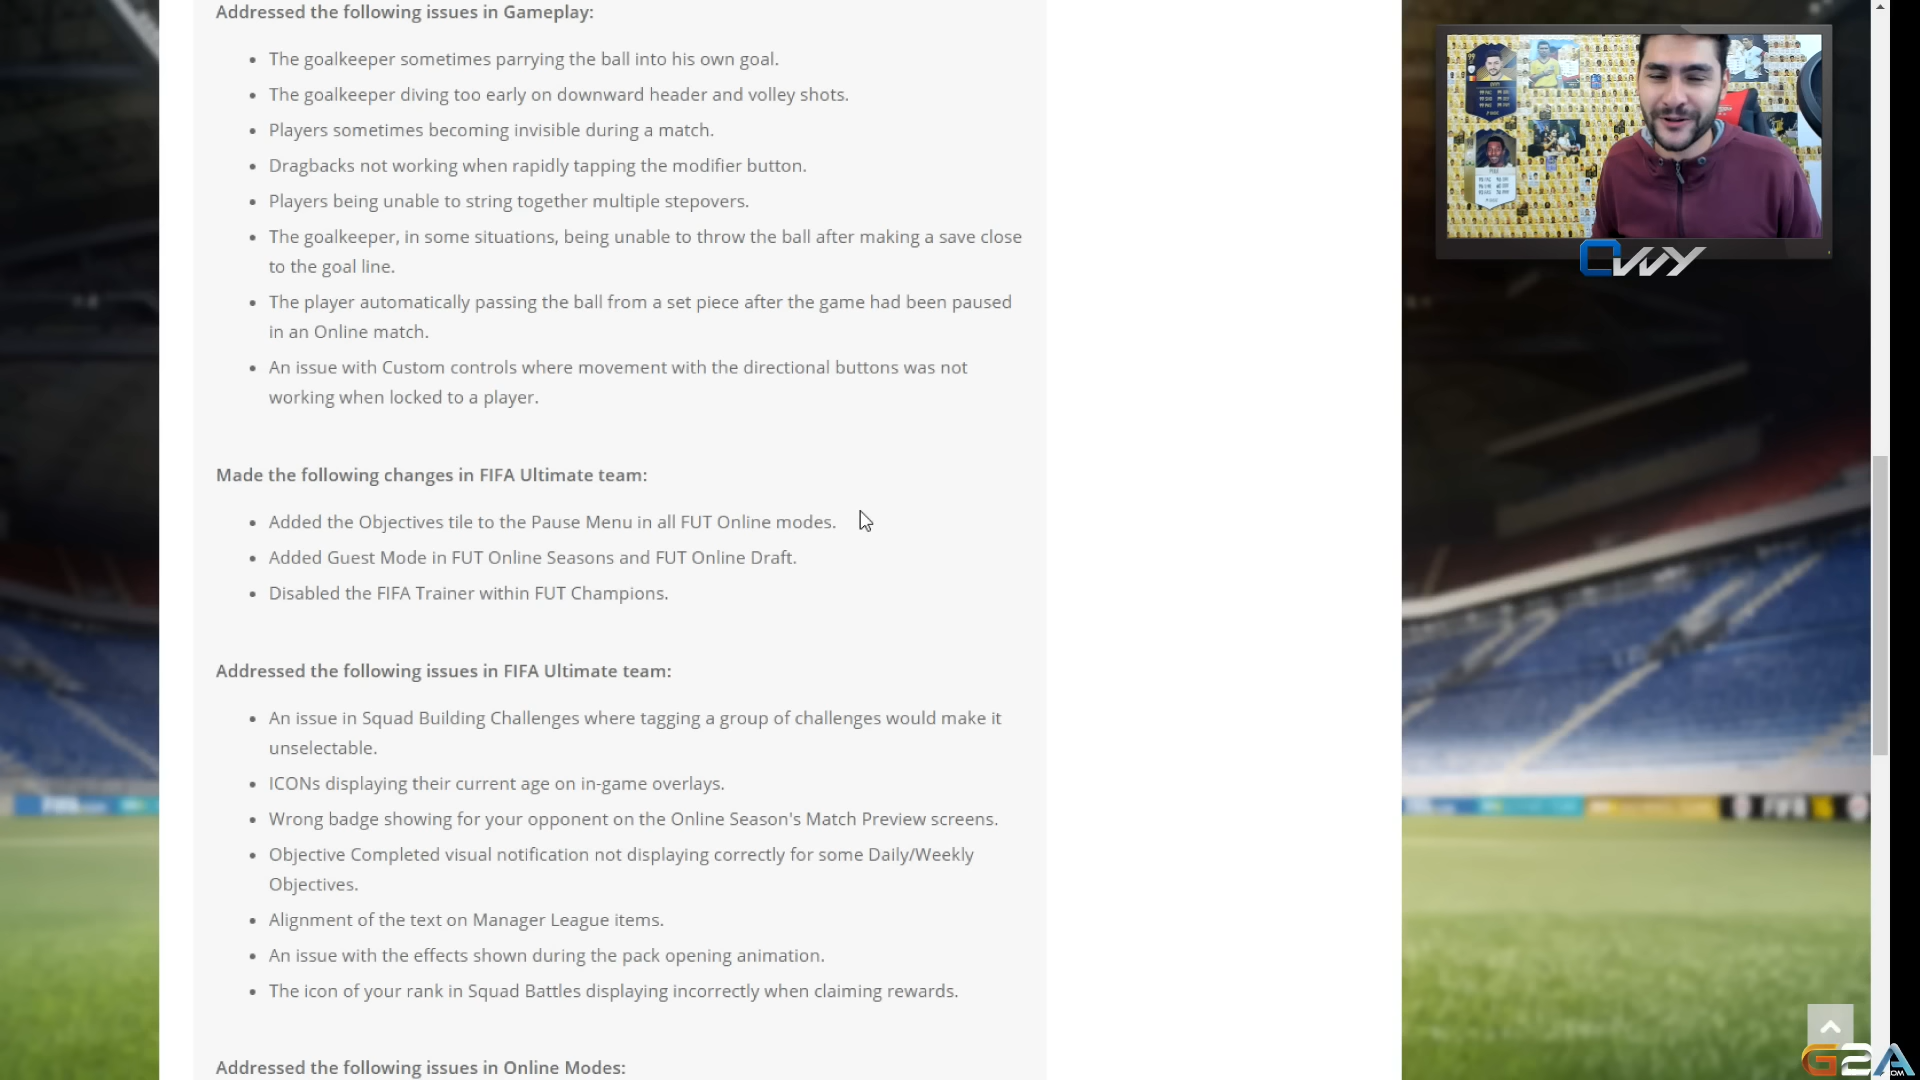 Addressed the following issues in Gameplay:
The goalkeeper sometimes parrying the ball into his own goal.
The goalkeeper diving too early on downward header and volley shots.
Players sometimes becoming invisible during a match.
Dragbacks not working when rapidly tapping the modifier button.
Players being unable to string together multiple stepovers.
The goalkeeper, in some situations, being unable to throw the ball after making a save close
to the goal line.
The player automatically passing the ball from a set piece after the game had been paused
in an Online match.
An issue with Custom controls where movement with the directional buttons was not
working when locked to a player.
Made the following changes in FIFA Ultimate team:
Added the Objectives tile to the Pause Menu in all FUT Online modes.
Added Guest Mode in FUT Online Seasons and FUT Online Draft.
Disabled the FIFA Trainer within FUT Champions.
Addressed the following issues in FIFA Ultimate team:
An issue in Squad Building Challenges where tagging a group of challenges would make it
unselectable.
ICONs displaying their current age on in-game overlays.
Wrong badge showing for your opponent on the Online Season's Match Preview screens.
Objective Completed visual notification not displaying correctly for some Daily/Weekly
Objectives.
Alignment of the text on Manager League items.
An issue with the effects shown during the pack opening animation.
The icon of your rank in Squad Battles displaying incorrectly when claiming rewards.
Addressed the following issues in Online Modes:
G2A
.COM